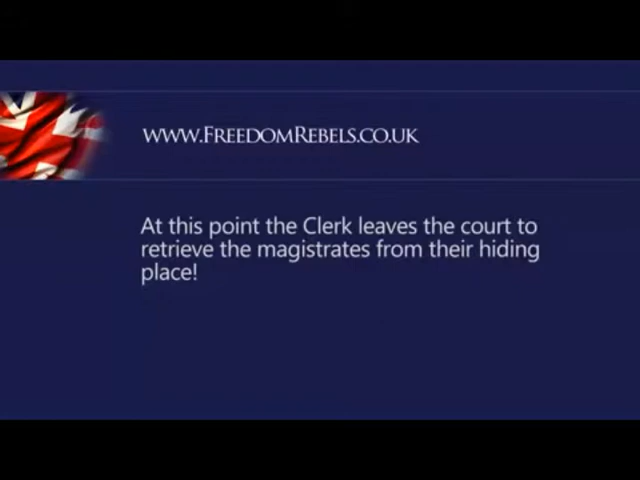 www.FreedomRebels.co.uk
At this point the Clerk leaves the court to
retrieve the magistrates from their hiding
place!